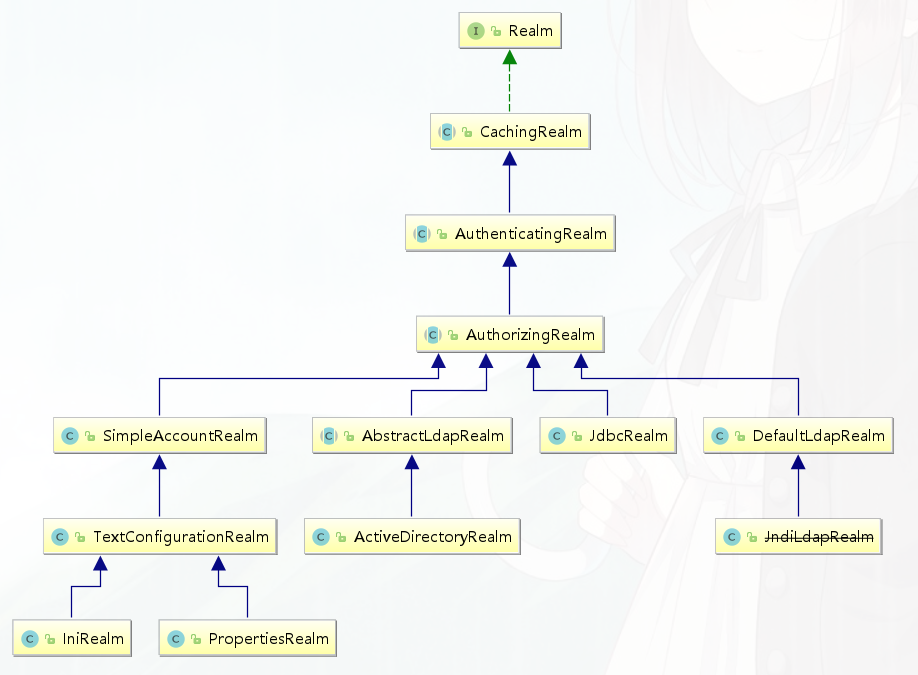 I Realm
C CachingRealm
C AuthenticatingRealm
C AuthorizingRealm
C SimpleAccountRealm
C AbstractLdapRealm
C JdbcRealm
C DefaultLdapRealm
C TextConfigurationRealm
C ActiveDirectoryRealm
C JndiLdapRealm
C IniRealm
C PropertiesRealm